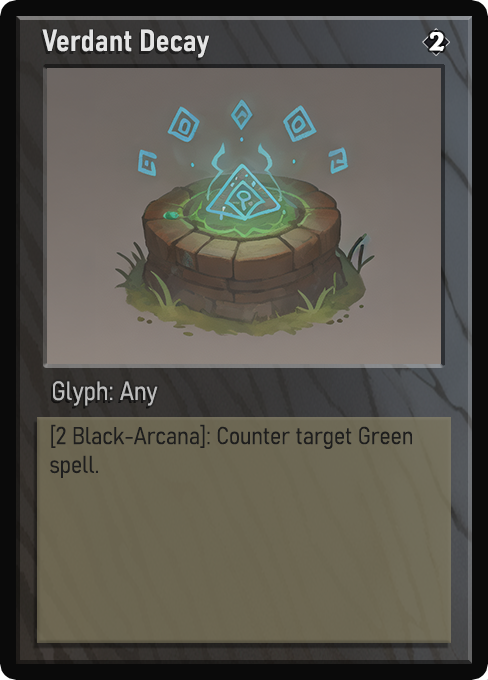 Verdant Decay
2
Glyph: Any
[2 Black-Arcana]: Counter target Green
spell.